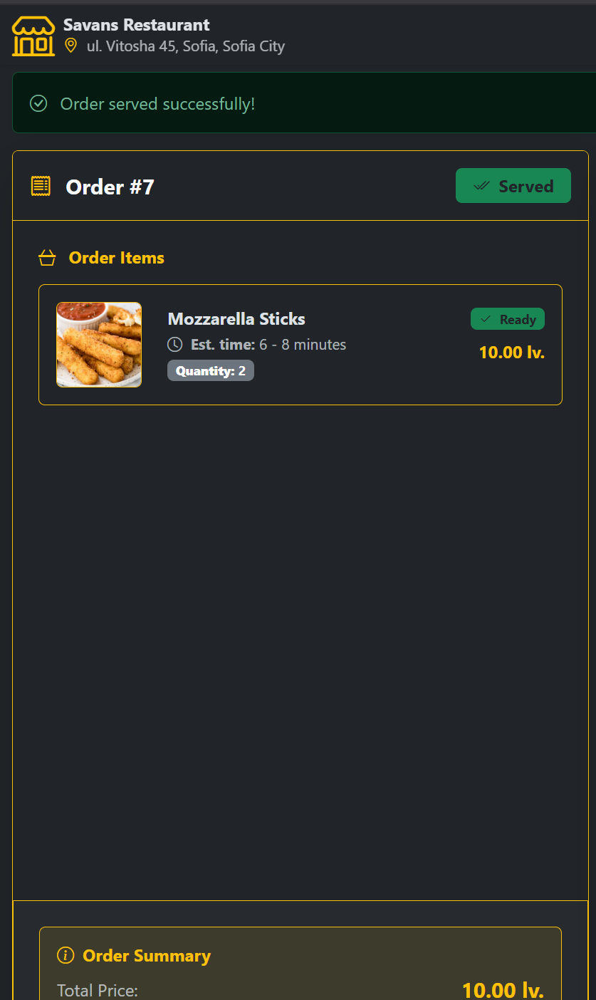 Savans Restaurant
ul. Vitosha 45, Sofia, Sofia City
Order served successfully!
Order #7
Served
Order Items
Mozzarella Sticks
Ready
Est. time: 6 - 8 minutes
10.00 lv.
Quantity: 2
Order Summary
Total Price: 10.00 lv.